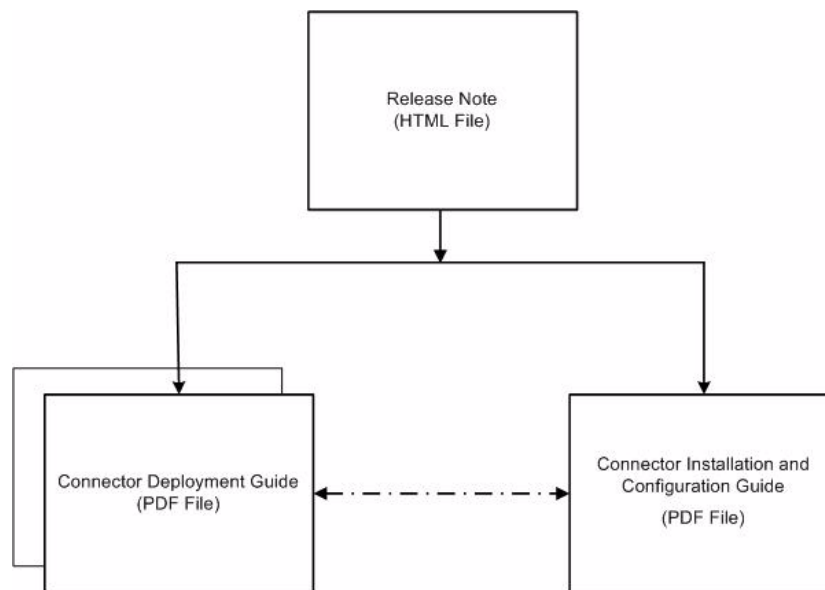 Release Note
(HTML File)
Connector Deployment Guide
(PDF File)
Connector Installation and
Configuration Guide
(PDF File)